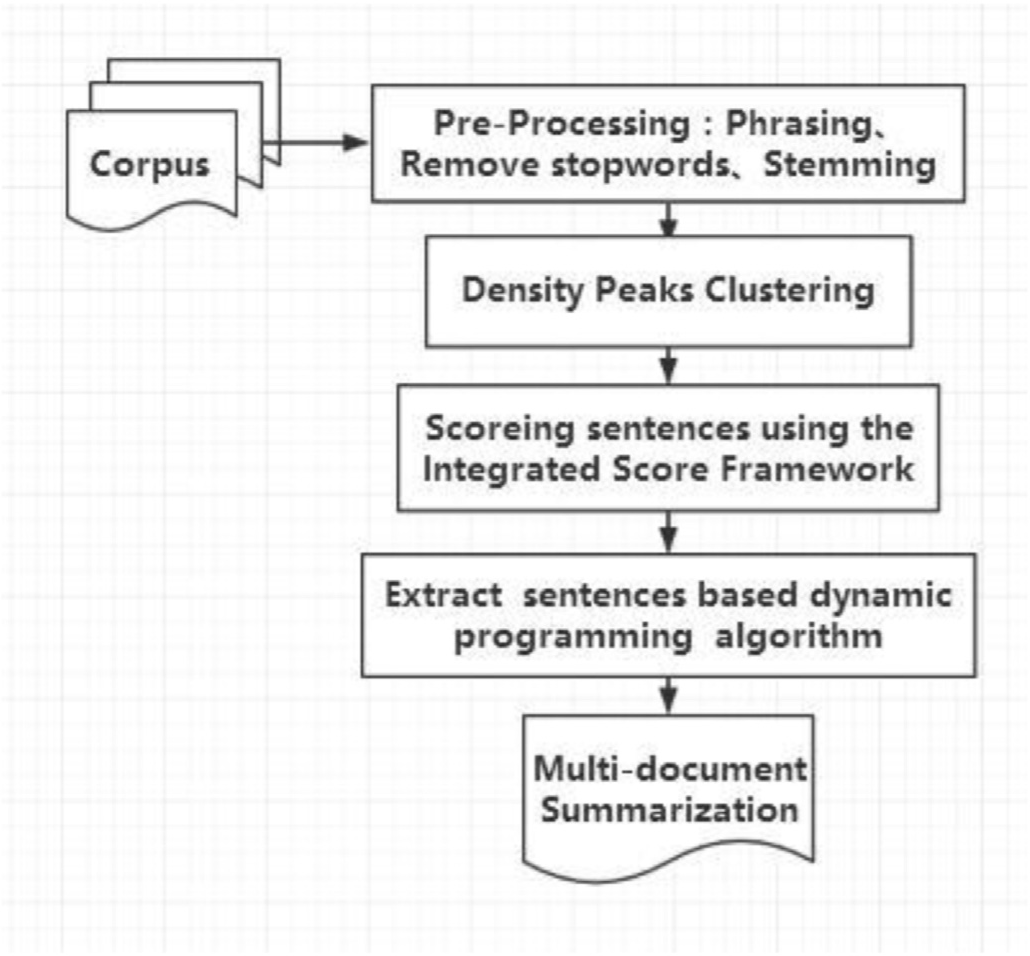 Corpus
Pre-Processing：Phrasing、
Remove stopwords、Stemming
Density Peaks Clustering
Scoreing sentences using the
Integrated Score Framework
Extract sentences based dynamic
programming algorithm
Multi-document
Summarization